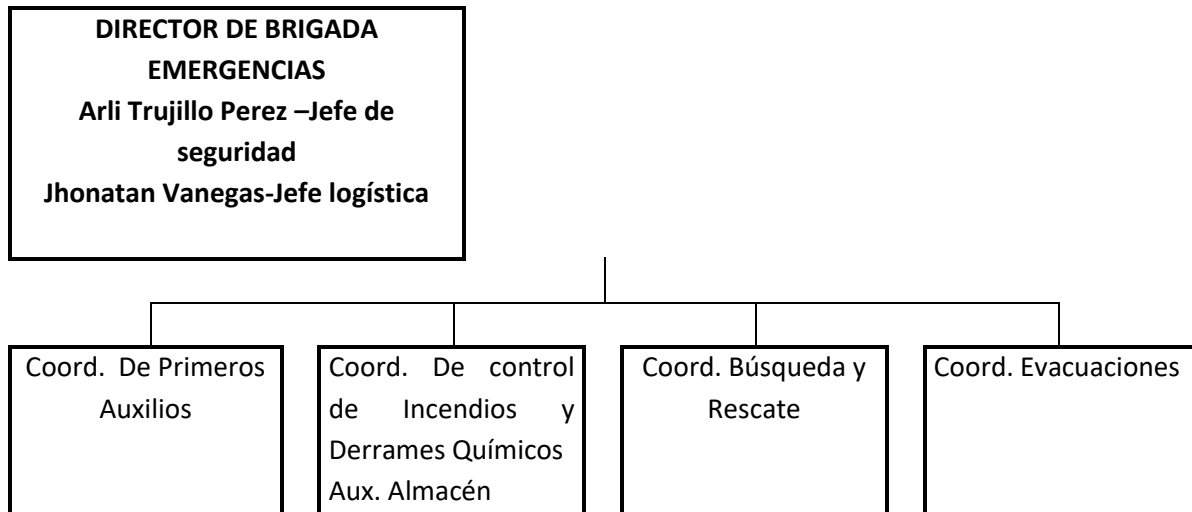 DIRECTOR DE BRIGADA
EMERGENCIAS
Arli Trujillo Perez –Jefe de
seguridad
Jhonatan Vanegas-Jefe logística
Coord. De Primeros
Auxilios
Coord. De control
de Incendios y
Derrames Químicos
Aux. Almacén
Coord. Búsqueda y
Rescate
Coord. Evacuaciones